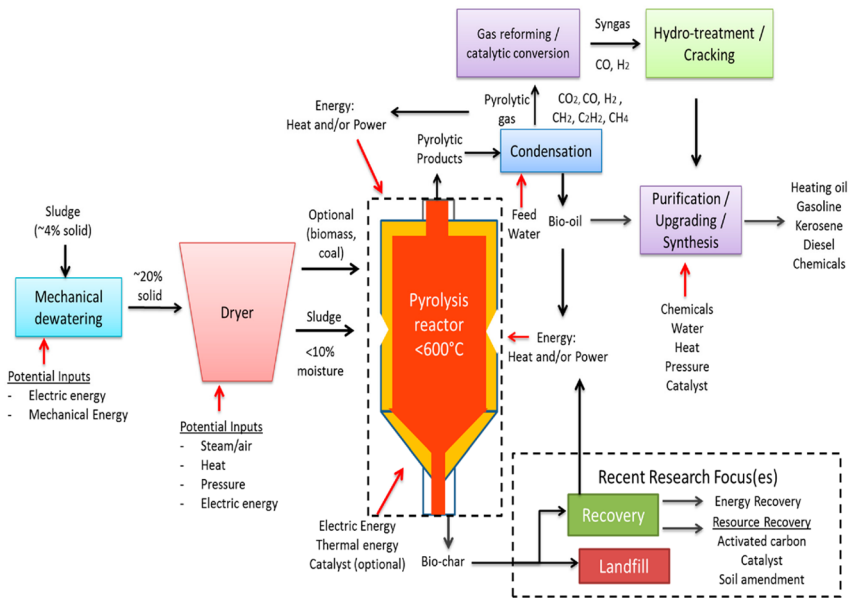 Gas reforming /
catalytic conversion
Syngas
CO, H2
Hydro-treatment /
Cracking
Energy:
Heat and/or Power
Pyrolytic
gas
CO2, CO, H2 ,
CH2, C2H2, CH4
Pyrolytic
Products
Condensation
Feed
Water
Bio-oil
Purification /
Upgrading /
Synthesis
Heating oil
Gasoline
Kerosene
Diesel
Chemicals
Sludge
(~4% solid)
Mechanical
dewatering
~20%
solid
Dryer
Optional
(biomass,
coal)
Sludge
<10%
moisture
Pyrolysis
reactor
<600°C
Energy:
Heat and/or Power
Chemicals
Water
Heat
Pressure
Catalyst
Potential Inputs
- Electric energy
- Mechanical Energy
Potential Inputs
- Steam/air
- Heat
- Pressure
- Electric energy
Electric Energy
Thermal energy
Catalyst (optional)
Bio-char
Recent Research Focus(es)
Recovery
Landfill
Energy Recovery
Resource Recovery
Activated carbon
Catalyst
Soil amendment